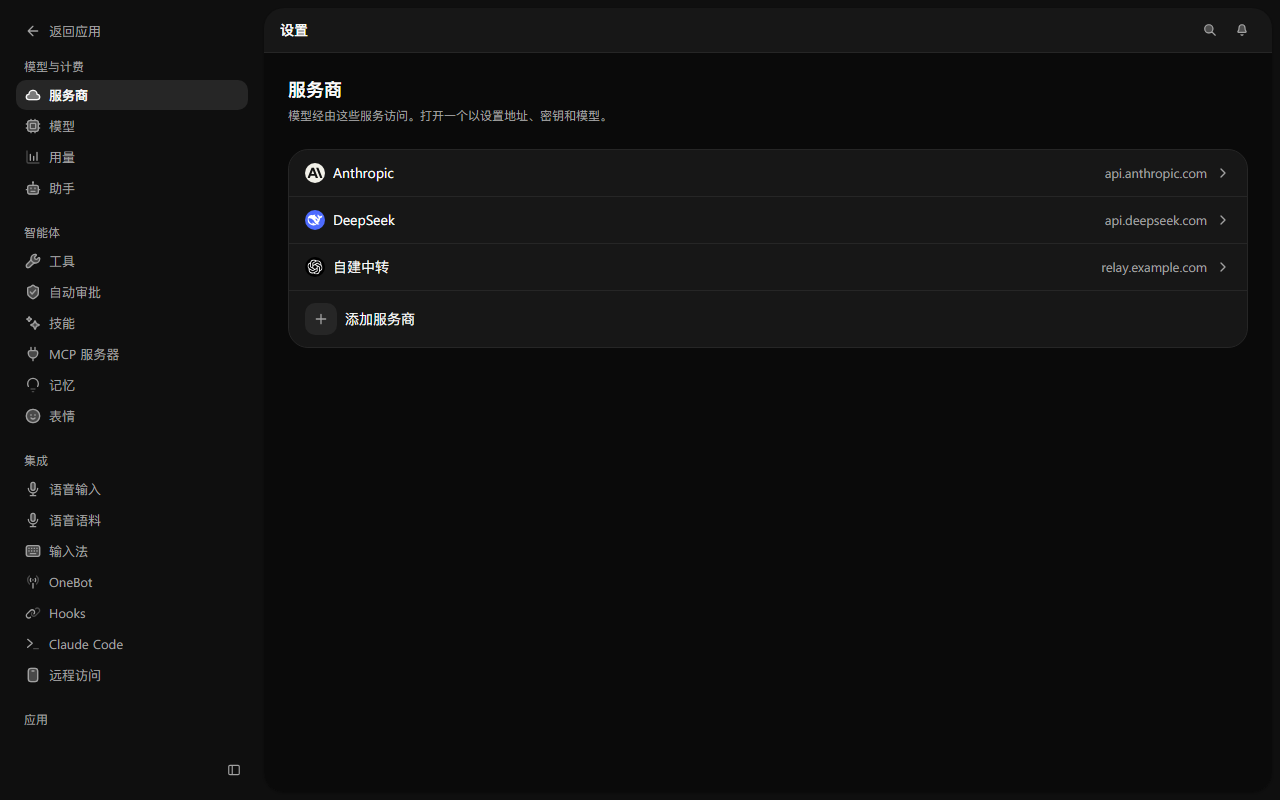 返回应用
模型与计费
服务商
模型
用量
助手
智能体
工具
自动审批
技能
MCP 服务器
记忆
表情
集成
语音输入
语音语料
输入法
OneBot
Hooks
Claude Code
远程访问
应用
设置
服务商
模型经由这些服务访问。打开一个以设置地址、密钥和模型。
Anthropic api.anthropic.com
DeepSeek api.deepseek.com
自建中转 relay.example.com
添加服务商